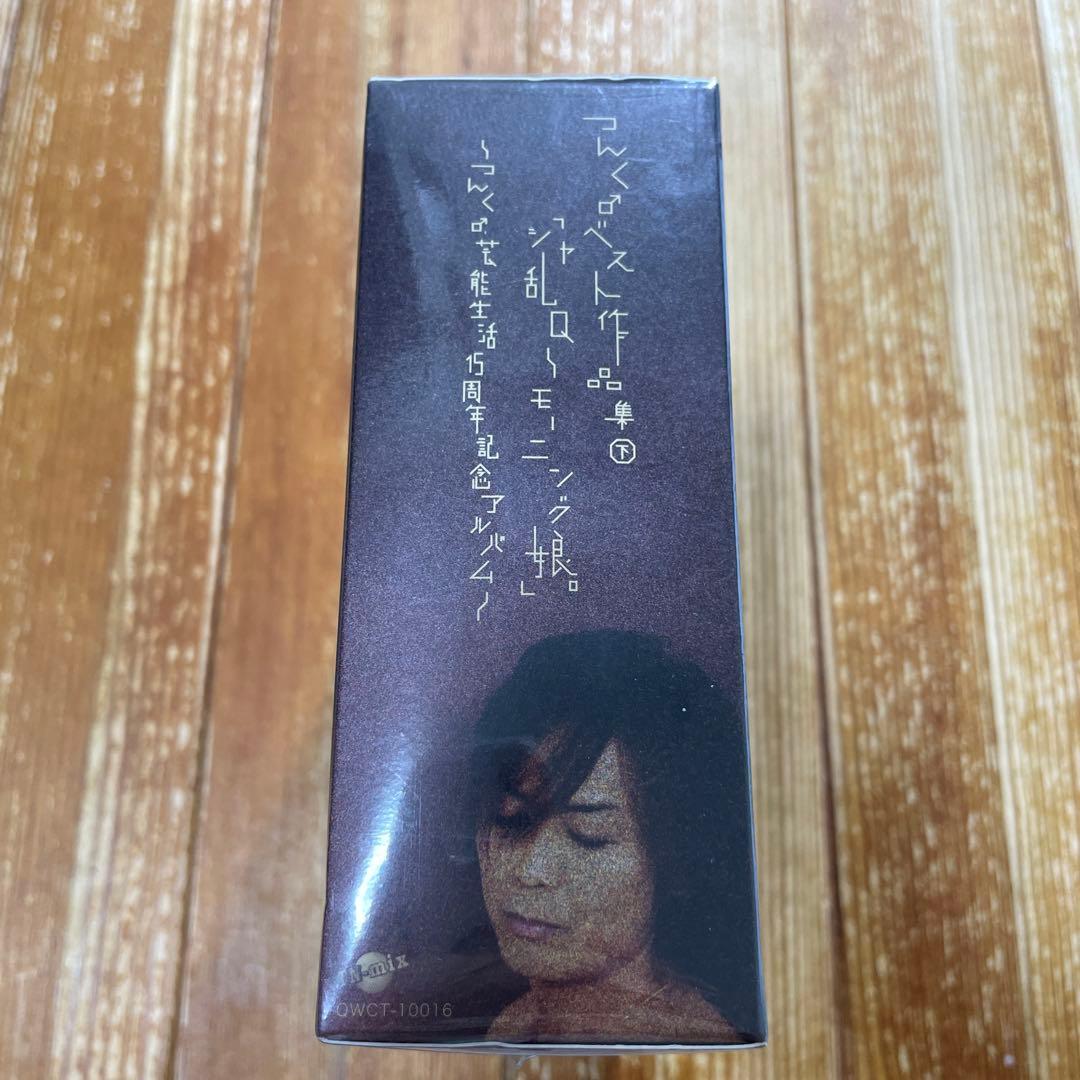 つんく♂ベスト作品集㊦
「シャ乱Q～モーニング娘。」
～つんく♂芸能生活15周年記念アルバム～
N-mix
QWCT-10016